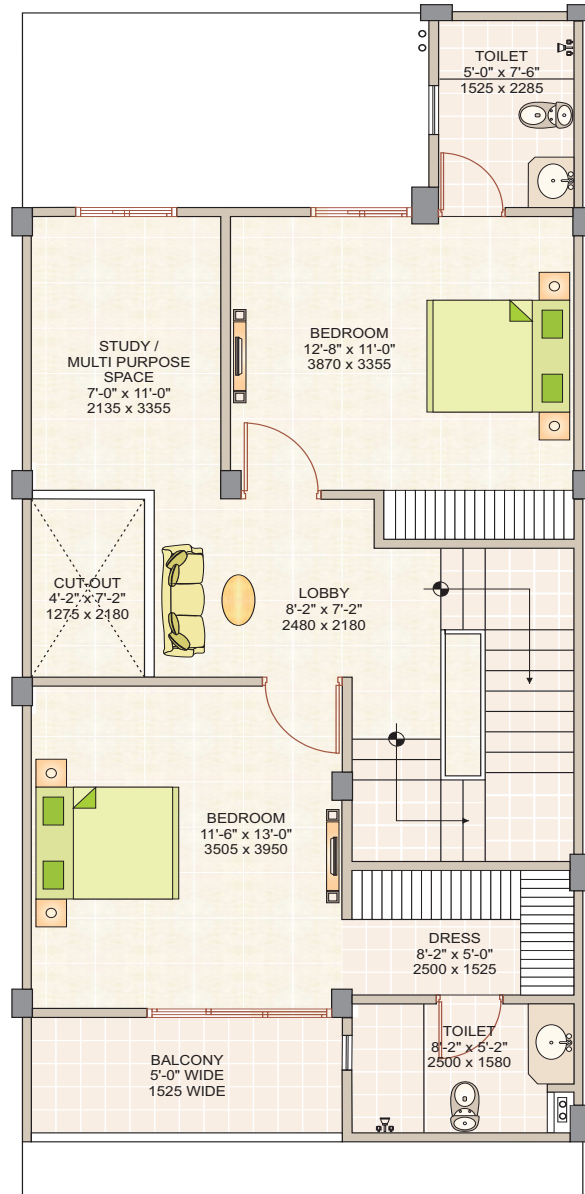 TOILET
5'-0" x 7'-6"
1525 x 2285
BEDROOM
12'-8" x 11'-0"
3870 x 3355
STUDY /
MULTI PURPOSE
SPACE
7'-0" x 11'-0"
2135 x 3355
CUT-OUT
4'-2" x 7'-2"
1275 x 2180
LOBBY
8'-2" x 7'-2"
2480 x 2180
BEDROOM
11'-6" x 13'-0"
3505 x 3950
DRESS
8'-2" x 5'-0"
2500 x 1525
TOILET
8'-2" x 5'-2"
2500 x 1580
BALCONY
5'-0" WIDE
1525 WIDE